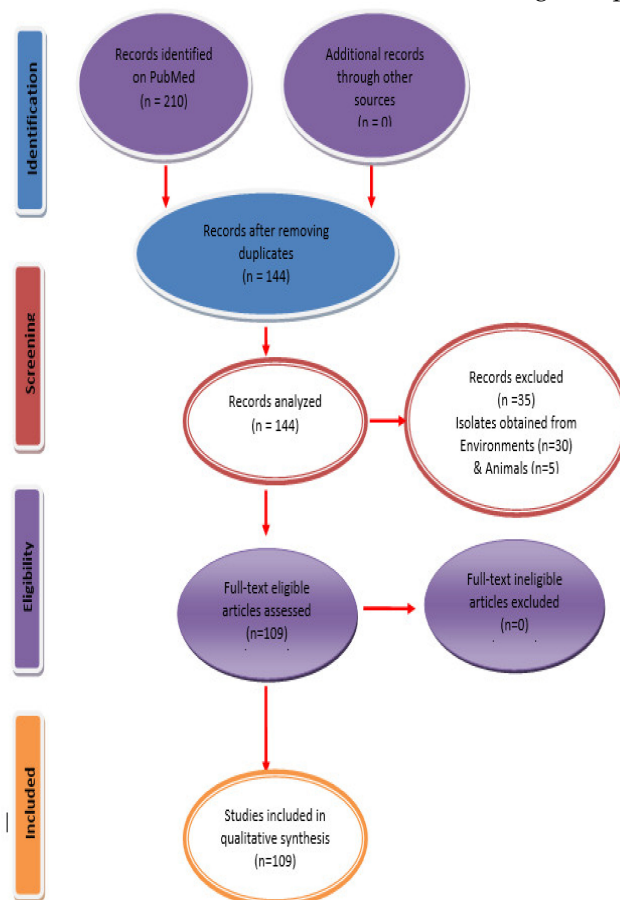 Identification
Records identified
on PubMed
(n = 210)
Additional records
through other
sources
(n = 0)
Records after removing
duplicates
(n = 144)
Screening
Records analyzed
(n = 144)
Records excluded
(n =35)
Isolates obtained from
Environments (n=30)
& Animals (n=5)
Eligibility
Full-text eligible
articles assessed
(n=109)
Full-text ineligible
articles excluded
(n=0)
Included
Studies included in
qualitative synthesis
(n=109)